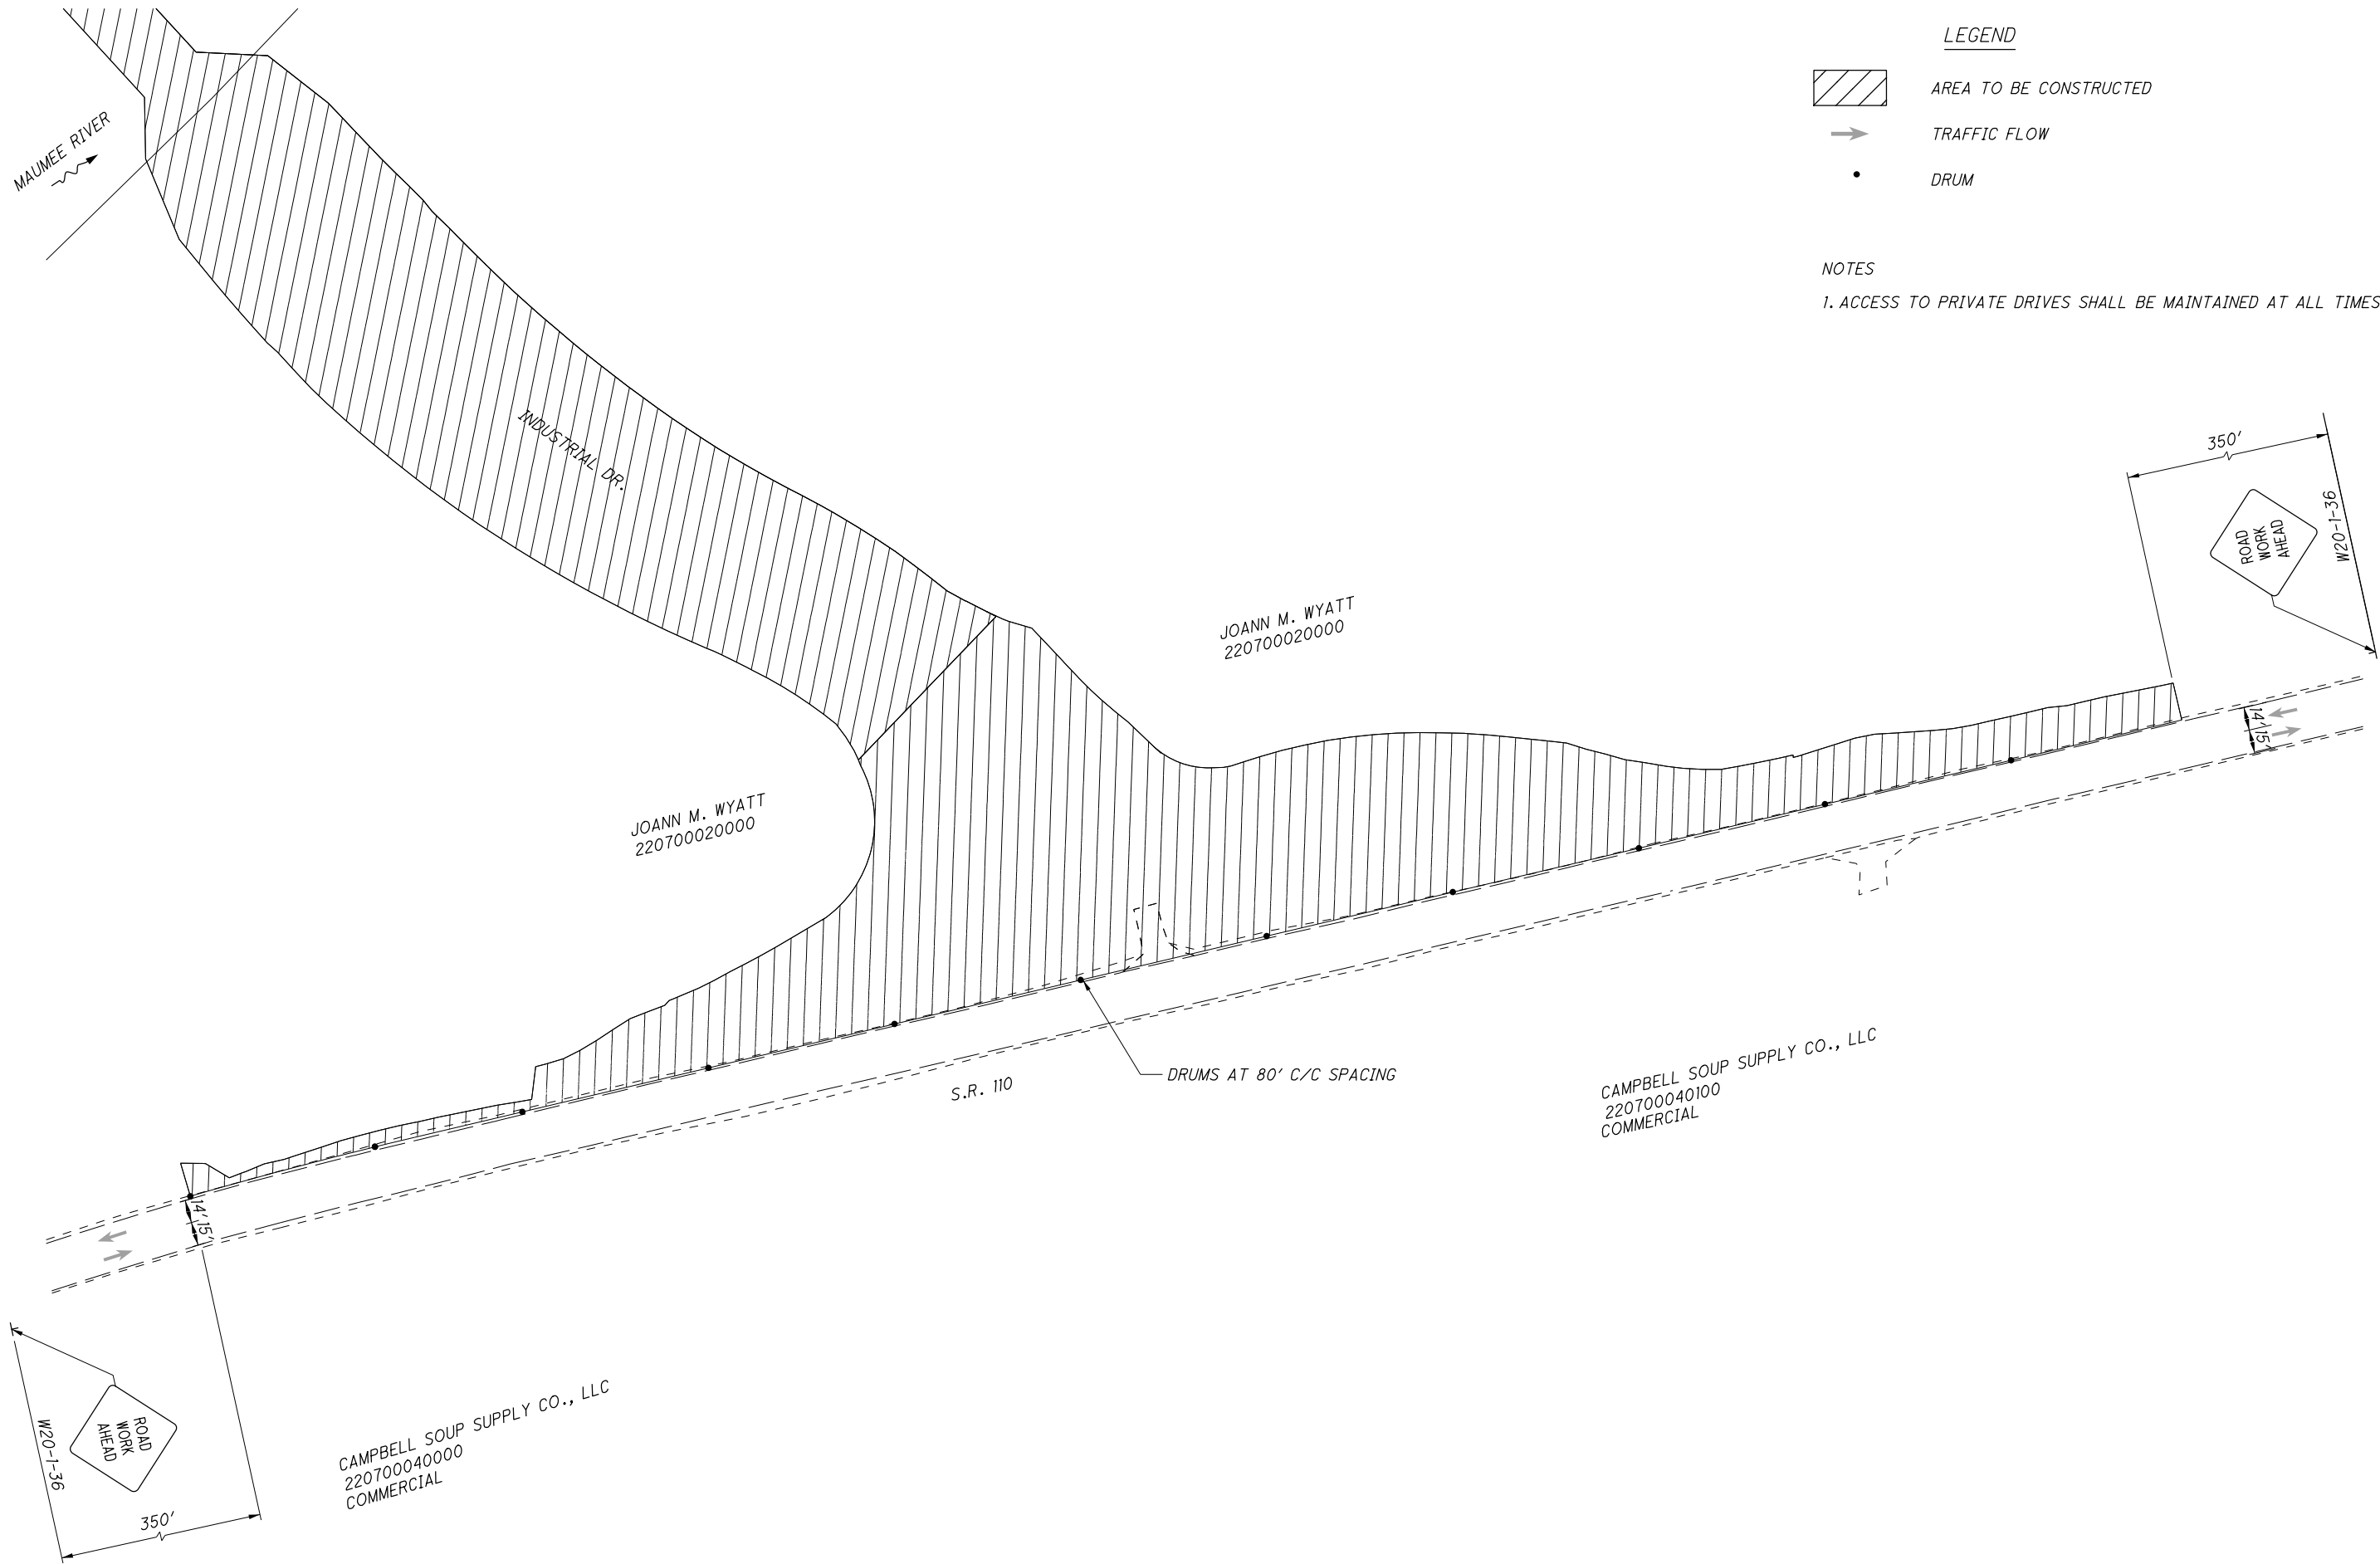 LEGEND
AREA TO BE CONSTRUCTED
TRAFFIC FLOW
DRUM
NOTES
1. ACCESS TO PRIVATE DRIVES SHALL BE MAINTAINED AT ALL TIMES
MAUMEE RIVER
INDUSTRIAL DR.
350'
ROAD
WORK
AHEAD
W20-1-36
JOANN M. WYATT
220700020000
14' 15'
JOANN M. WYATT
220700020000
DRUMS AT 80' C/C SPACING
S.R. 110
CAMPBELL SOUP SUPPLY CO., LLC
220700040100
COMMERCIAL
14' 15'
ROAD
WORK
AHEAD
W20-1-36
350'
CAMPBELL SOUP SUPPLY CO., LLC
220700040000
COMMERCIAL